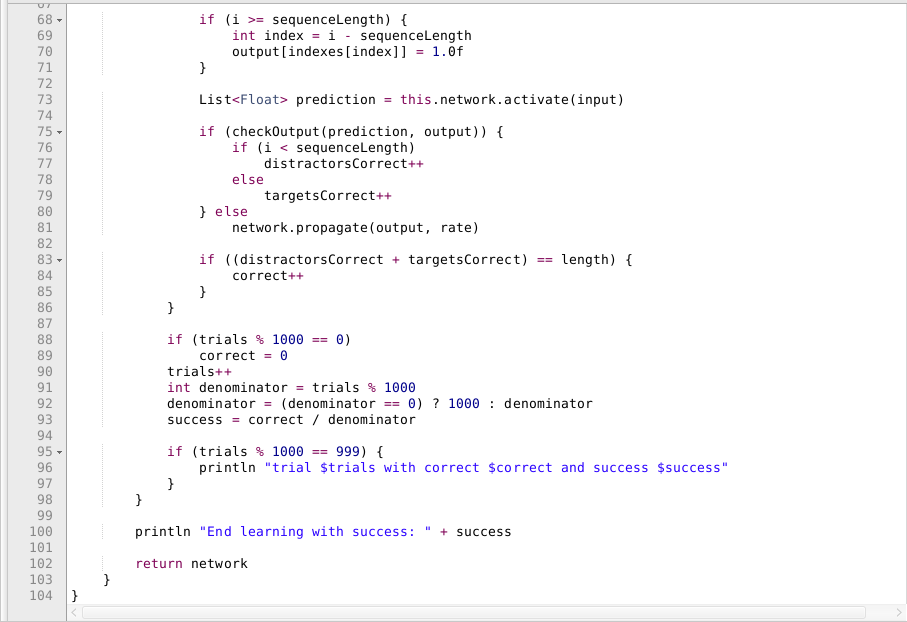 67
68 if (i >= sequenceLength) {
69 int index = i - sequenceLength
70 output[indexes[index]] = 1.0f
71 }
72
73 List<Float> prediction = this.network.activate(input)
74
75 if (checkOutput(prediction, output)) {
76 if (i < sequenceLength)
77 distractorsCorrect++
78 else
79 targetsCorrect++
80 } else
81 network.propagate(output, rate)
82
83 if ((distractorsCorrect + targetsCorrect) == length) {
84 correct++
85 }
86 }
87
88 if (trials % 1000 == 0)
89 correct = 0
90 trials++
91 int denominator = trials % 1000
92 denominator = (denominator == 0) ? 1000 : denominator
93 success = correct / denominator
94
95 if (trials % 1000 == 999) {
96 println "trial $trials with correct $correct and success $success"
97 }
98 }
99
100 println "End learning with success: " + success
101
102 return network
103 }
104 }